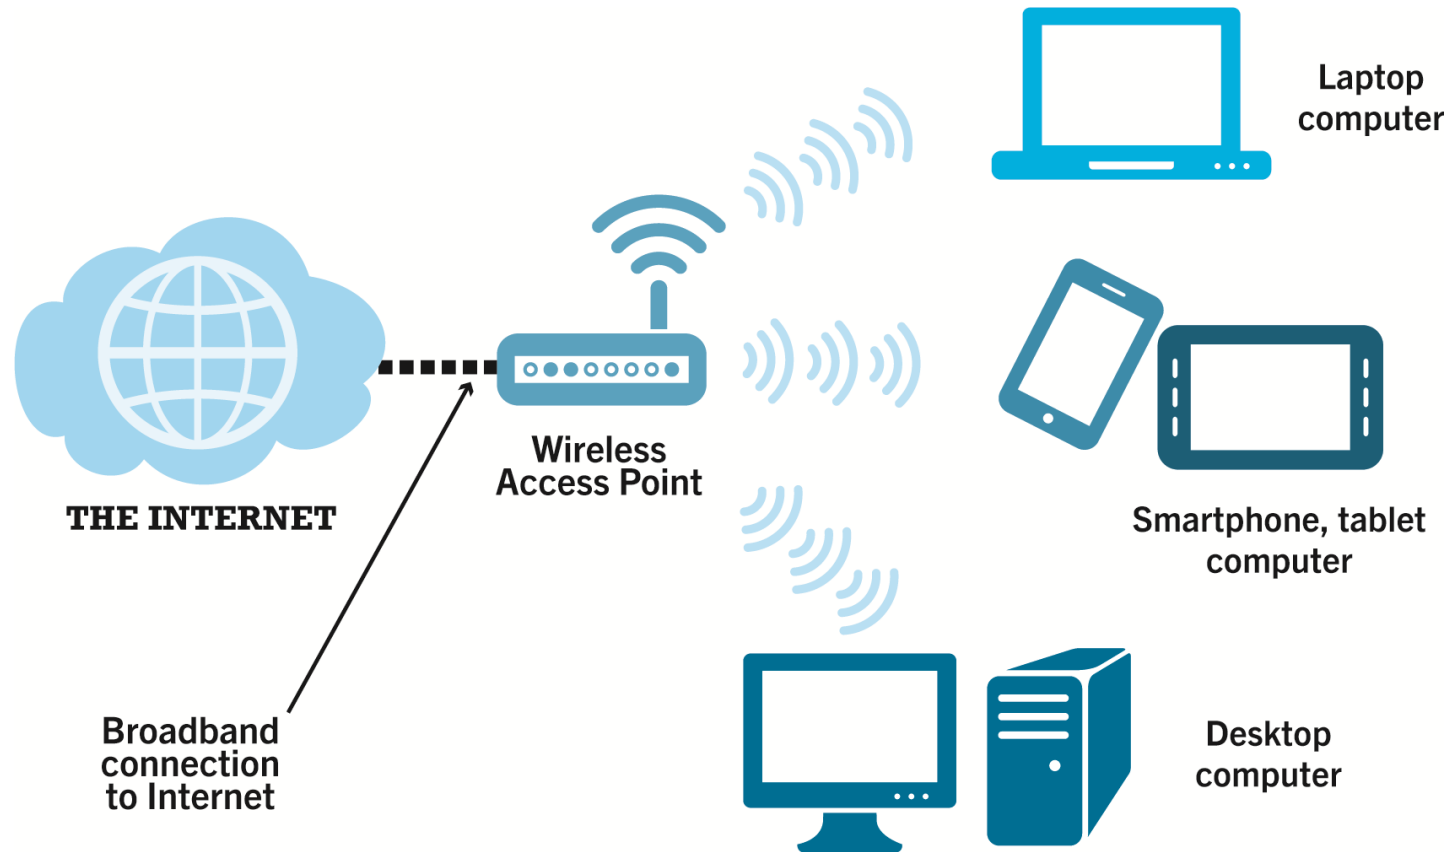 Laptop
computer
Wireless
Access Point
THE INTERNET
Smartphone, tablet
computer
Broadband
connection
to Internet
Desktop
computer